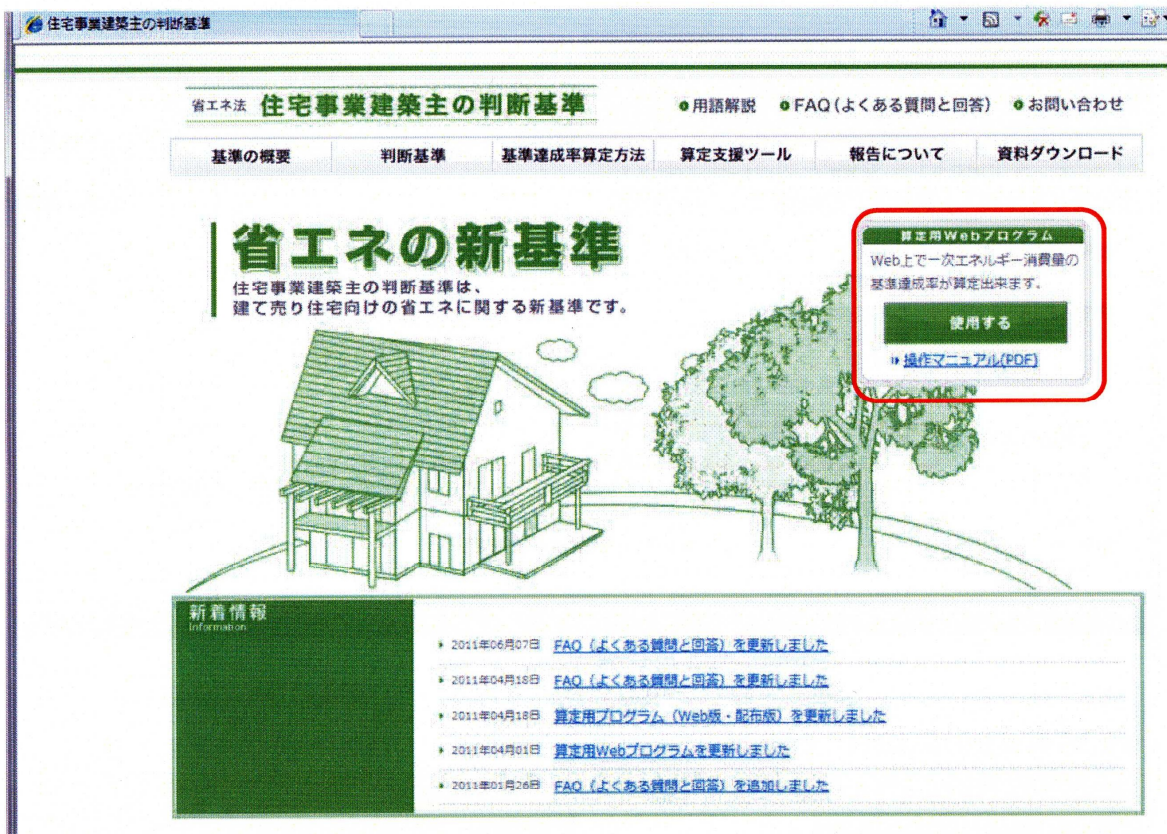 住宅事業建築主の判断基準
省エネ法 住宅事業建築主の判断基準
用語解説 FAQ(よくある質問と回答) お問い合わせ
基準の概要 判断基準 基準達成率算定方法 算定支援ツール 報告について 資料ダウンロード
省エネの新基準
住宅事業建築主の判断基準は、
建て売り住宅向けの省エネに関する新基準です。
算定用Webプログラム
Web上で一次エネルギー消費量の
基準達成率が算定出来ます。
使用する
操作マニュアル(PDF)
新着情報
Information
2011年06月07日 FAQ（よくある質問と回答）を更新しました
2011年04月18日 FAQ（よくある質問と回答）を更新しました
2011年04月18日 算定用プログラム（Web版・配布版）を更新しました
2011年04月01日 算定用Webプログラムを更新しました
2011年01月26日 FAQ（よくある質問と回答）を追加しました